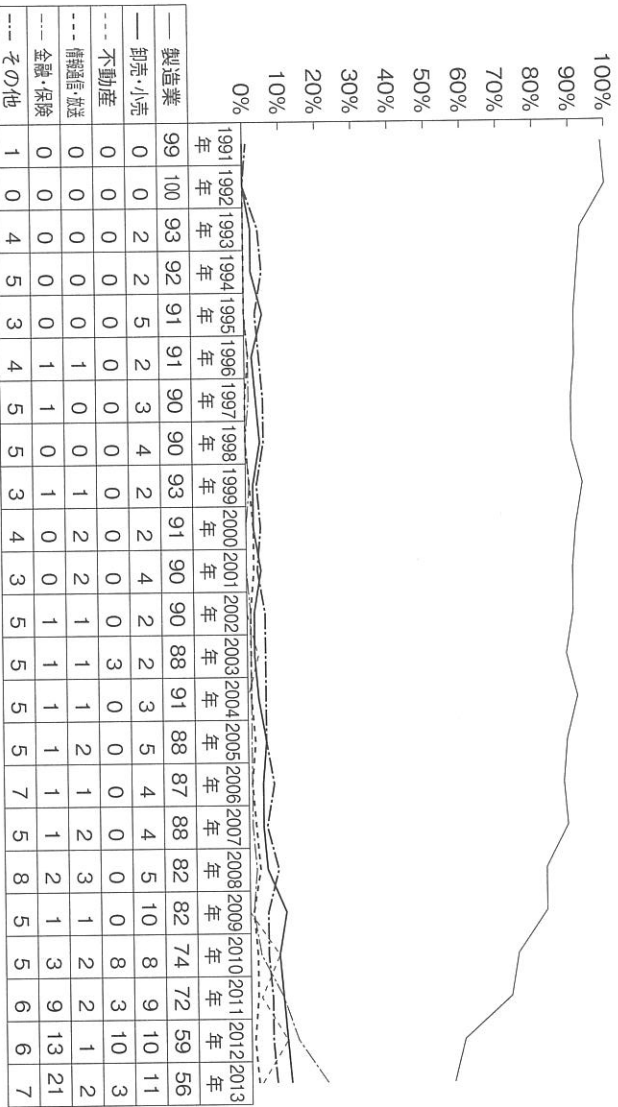 100%
90%
80%
70%
60%
50%
40%
30%
20%
10%
0%
1991年 1992年 1993年 1994年 1995年 1996年 1997年 1998年 1999年 2000年 2001年 2002年 2003年 2004年 2005年 2006年 2007年 2008年 2009年 2010年 2011年 2012年 2013年
製造業 99 100 93 92 91 91 90 90 93 91 90 90 88 91 88 87 88 82 82 74 72 59 56
卸売・小売 0 0 2 2 5 2 3 4 2 2 4 2 2 3 5 4 4 5 10 8 9 10 11
不動産 0 0 0 0 0 0 0 0 0 0 0 0 3 0 0 0 0 0 0 8 3 10 3
情報通信・放送 0 0 0 0 0 1 0 0 1 2 2 1 1 1 2 1 2 3 1 2 2 1 2
金融・保険 0 0 0 0 0 1 1 0 1 0 0 1 1 1 1 1 1 2 1 3 9 13 21
その他 1 0 4 5 3 4 5 5 3 4 3 5 5 5 5 7 5 8 5 5 6 6 7